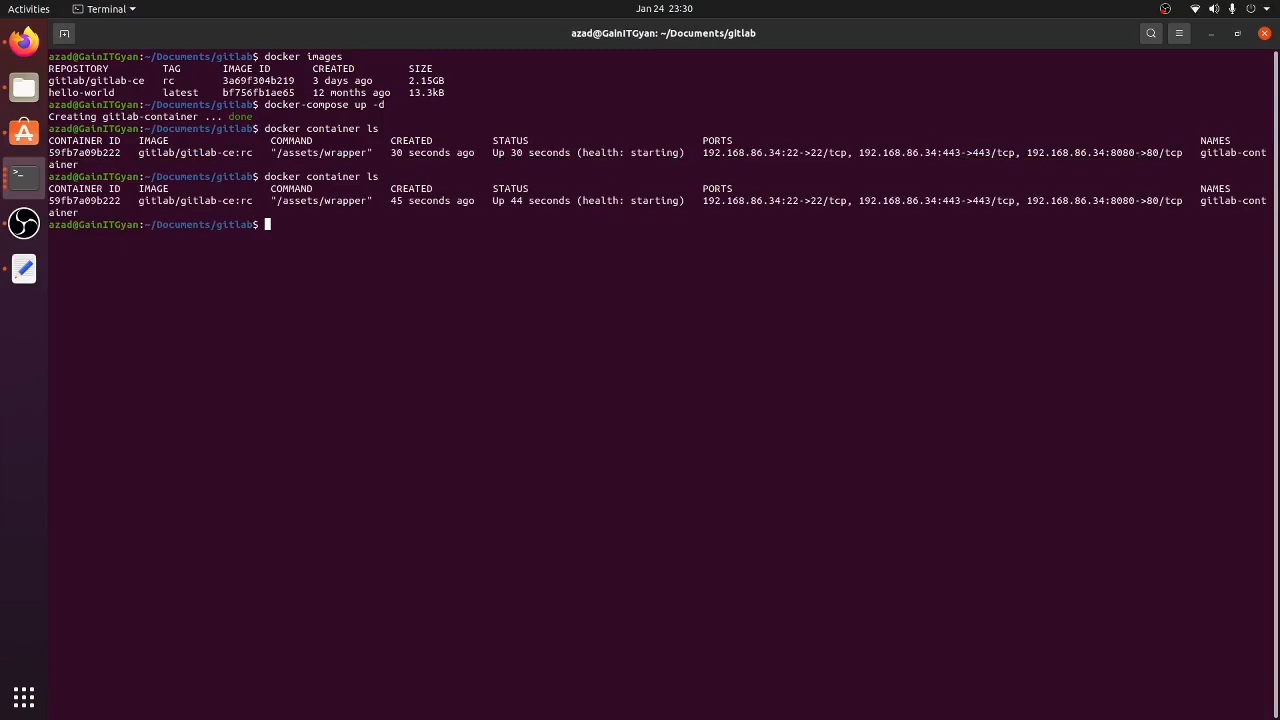 Activities Terminal Jan 24 23:30
azad@GainITGyan: ~/Documents/gitlab
azad@GainITGyan:~/Documents/gitlab$ docker images
REPOSITORY TAG IMAGE ID CREATED SIZE
gitlab/gitlab-ce rc 3a69f304b219 3 days ago 2.15GB
hello-world latest bf756fb1ae65 12 months ago 13.3kB
azad@GainITGyan:~/Documents/gitlab$ docker-compose up -d
Creating gitlab-container ... done
azad@GainITGyan:~/Documents/gitlab$ docker container ls
CONTAINER ID IMAGE COMMAND CREATED STATUS PORTS NAMES
59fb7a09b222 gitlab/gitlab-ce:rc "/assets/wrapper" 30 seconds ago Up 30 seconds (health: starting) 192.168.86.34:22->22/tcp, 192.168.86.34:443->443/tcp, 192.168.86.34:8080->80/tcp gitlab-cont
ainer
azad@GainITGyan:~/Documents/gitlab$ docker container ls
CONTAINER ID IMAGE COMMAND CREATED STATUS PORTS NAMES
59fb7a09b222 gitlab/gitlab-ce:rc "/assets/wrapper" 45 seconds ago Up 44 seconds (health: starting) 192.168.86.34:22->22/tcp, 192.168.86.34:443->443/tcp, 192.168.86.34:8080->80/tcp gitlab-cont
ainer
azad@GainITGyan:~/Documents/gitlab$